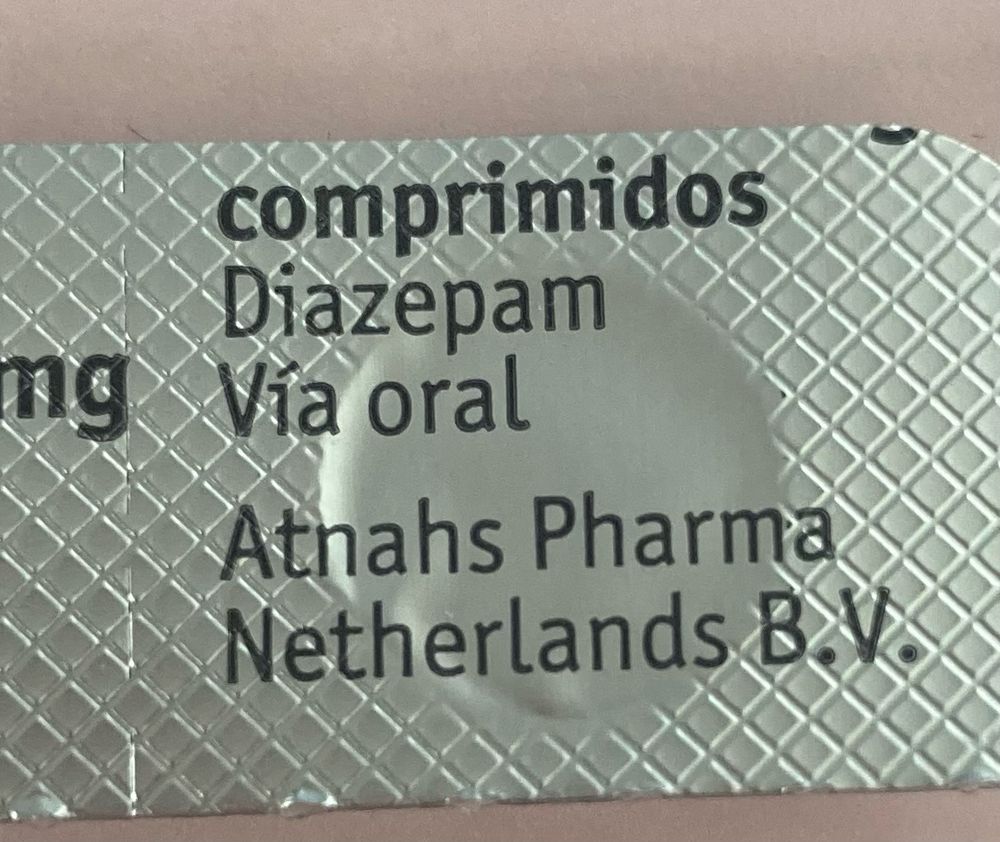 comprimidos
Diazepam
mg
Vía oral
Atnahs Pharma
Netherlands B.V.